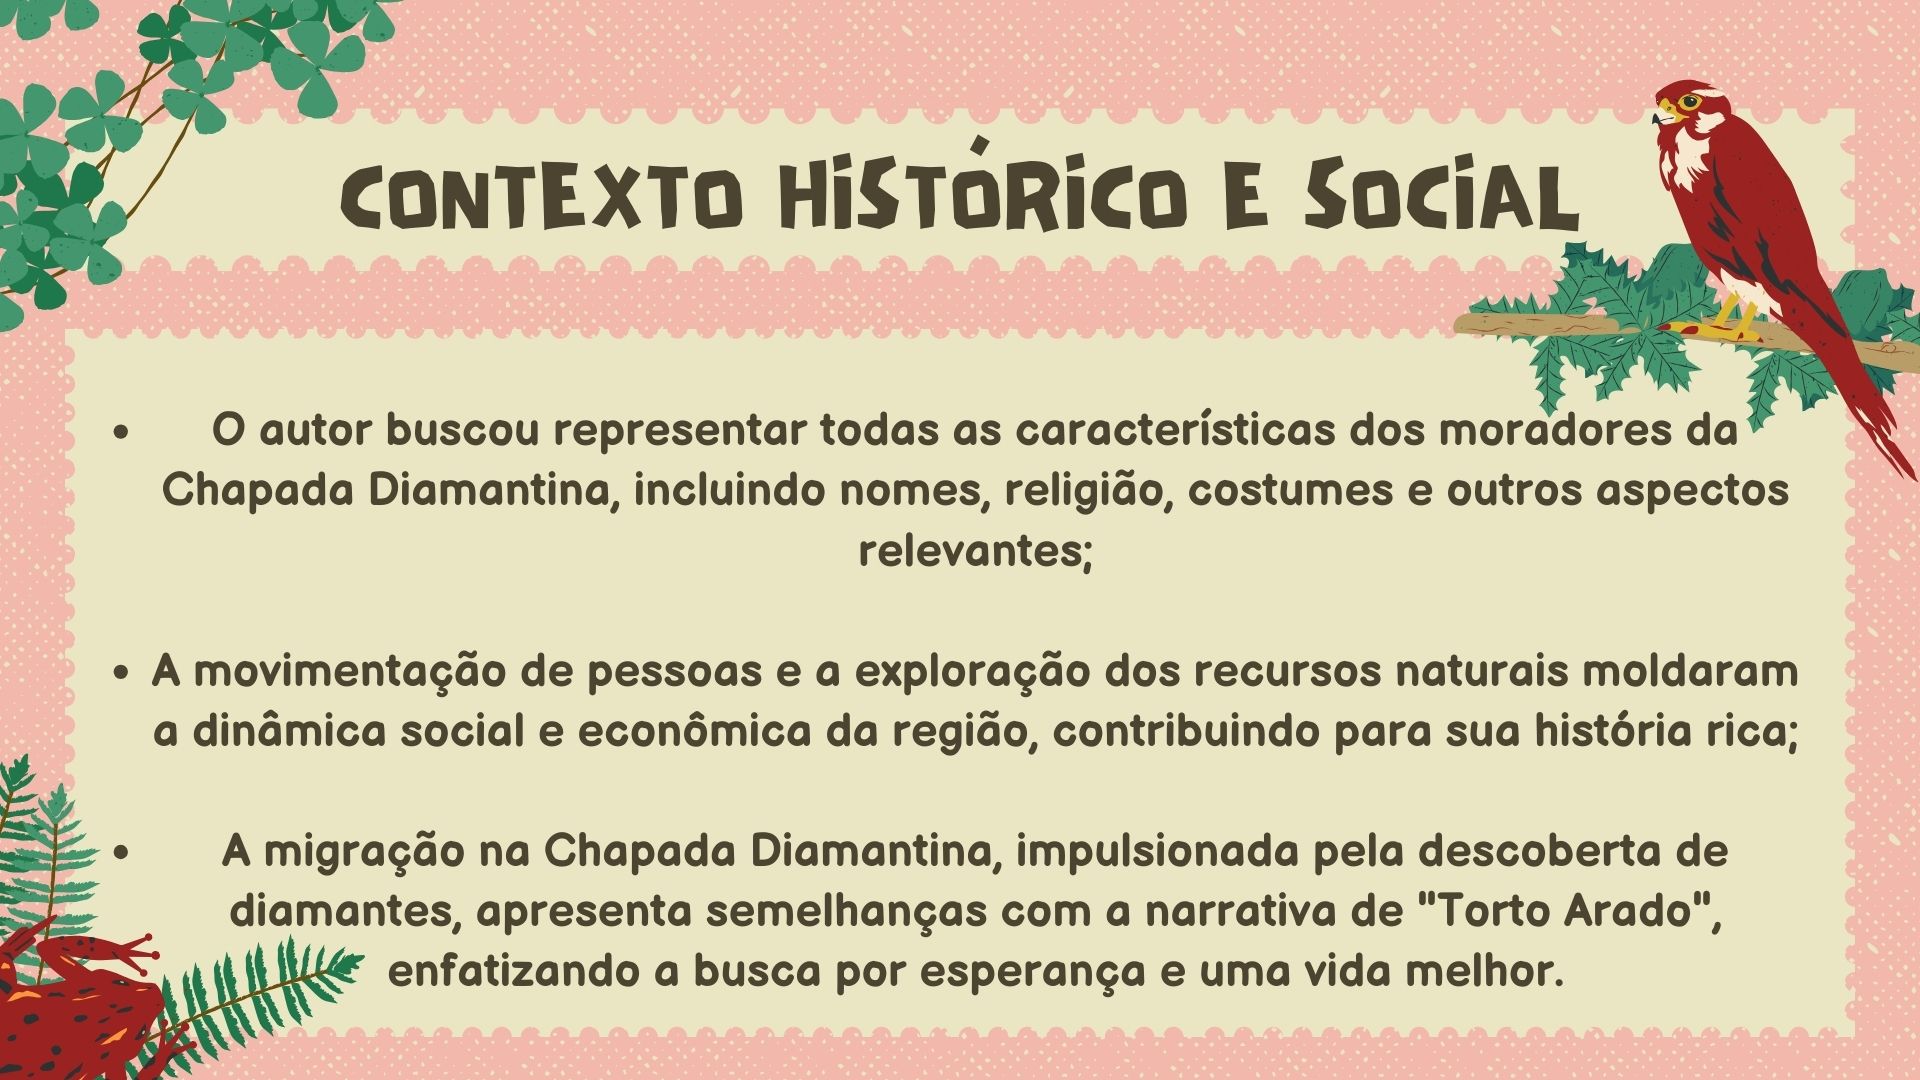 CONTEXTO HISTÓRICO E SOCIAL
• O autor buscou representar todas as características dos moradores da
Chapada Diamantina, incluindo nomes, religião, costumes e outros aspectos
relevantes;
• A movimentação de pessoas e a exploração dos recursos naturais moldaram
a dinâmica social e econômica da região, contribuindo para sua história rica;
• A migração na Chapada Diamantina, impulsionada pela descoberta de
diamantes, apresenta semelhanças com a narrativa de "Torto Arado",
enfatizando a busca por esperança e uma vida melhor.